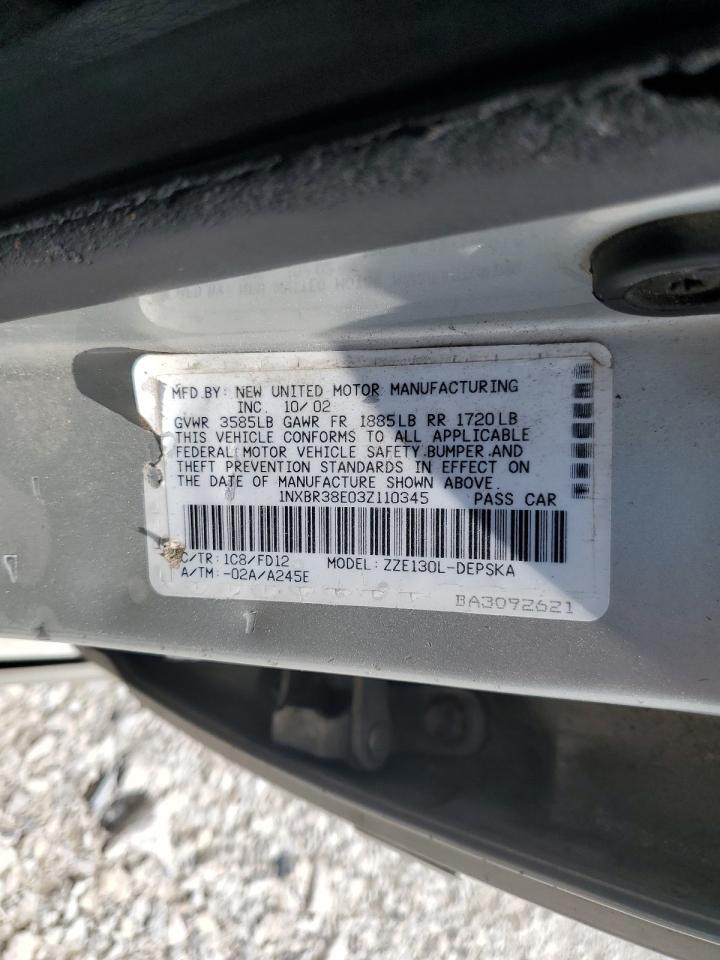 MFD.BY: NEW UNITED MOTOR MANUFACTURING
INC. 10/02
GVWR 3585LB GAWR FR 1885LB RR 1720LB
THIS VEHICLE CONFORMS TO ALL APPLICABLE
FEDERAL MOTOR VEHICLE SAFETY,BUMPER,AND
THEFT PREVENTION STANDARDS IN EFFECT ON
THE DATE OF MANUFACTURE SHOWN ABOVE.
1NXBR38E03Z110345 PASS CAR
C/TR: 1C8/FD12 MODEL: ZZE130L-DEPSKA
A/TM: -02A/A245E
BA3092621